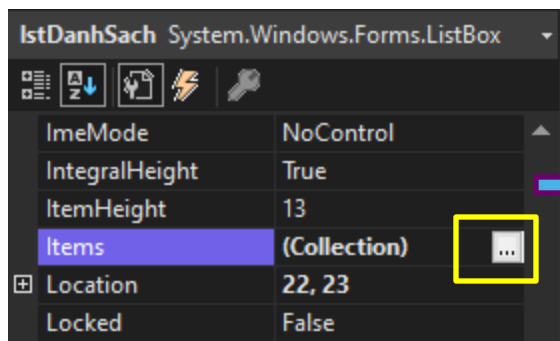 lstDanhSach System.Windows.Forms.ListBox
ImeMode NoControl
IntegralHeight True
ItemHeight 13
Items (Collection) ...
Location 22, 23
Locked False